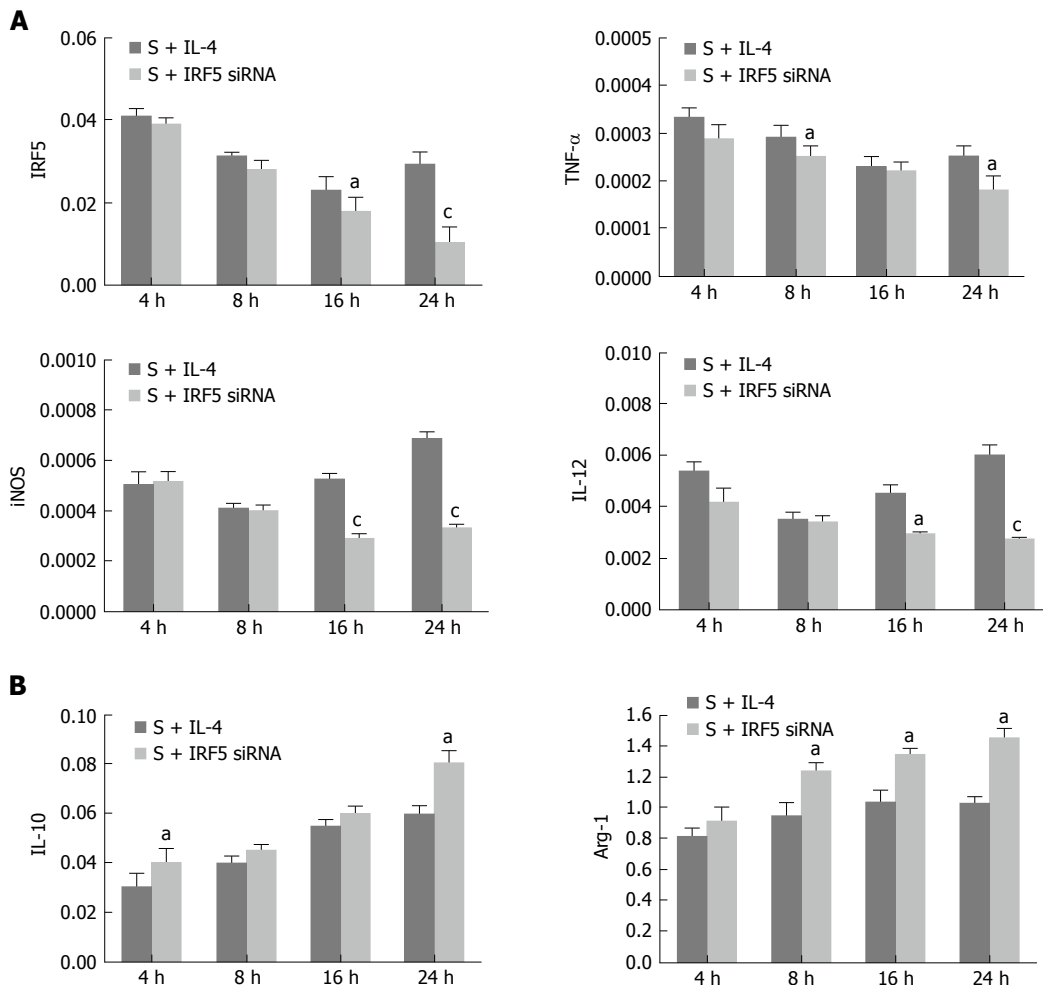 A
IRF5
0.06
0.04
0.02
0.00
S + IL-4
S + IRF5 siRNA
a
c
4 h 8 h 16 h 24 h
TNF-α
0.0005
0.0004
0.0003
0.0002
0.0001
0.0000
S + IL-4
S + IRF5 siRNA
a
a
4 h 8 h 16 h 24 h
iNOS
0.0010
0.0008
0.0006
0.0004
0.0002
0.0000
S + IL-4
S + IRF5 siRNA
c
c
4 h 8 h 16 h 24 h
IL-12
0.010
0.008
0.006
0.004
0.002
0.000
S + IL-4
S + IRF5 siRNA
a
c
4 h 8 h 16 h 24 h
B
IL-10
0.10
0.08
0.06
0.04
0.02
0.00
S + IL-4
S + IRF5 siRNA
a
a
4 h 8 h 16 h 24 h
Arg-1
1.6
1.4
1.2
1.0
0.8
0.6
0.4
0.2
0.0
S + IL-4
S + IRF5 siRNA
a
a
a
4 h 8 h 16 h 24 h